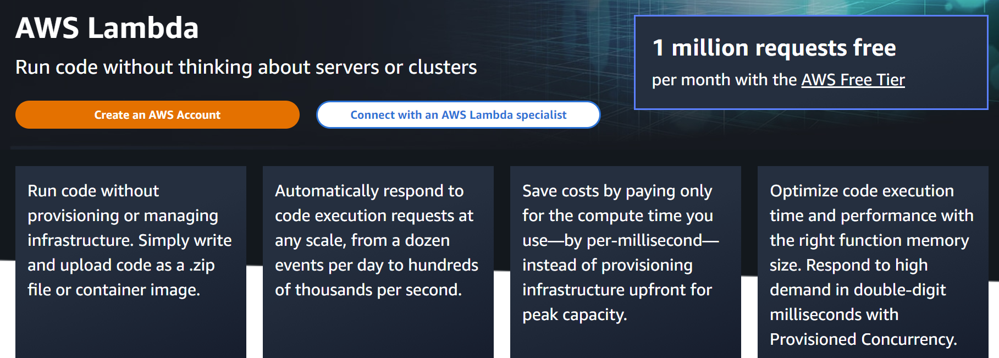 AWS Lambda
Run code without thinking about servers or clusters
Create an AWS Account
Connect with an AWS Lambda specialist
1 million requests free
per month with the AWS Free Tier
Run code without
provisioning or managing
infrastructure. Simply write
and upload code as a .zip
file or container image.
Automatically respond to
code execution requests at
any scale, from a dozen
events per day to hundreds
of thousands per second.
Save costs by paying only
for the compute time you
use—by per-millisecond—
instead of provisioning
infrastructure upfront for
peak capacity.
Optimize code execution
time and performance with
the right function memory
size. Respond to high
demand in double-digit
milliseconds with
Provisioned Concurrency.